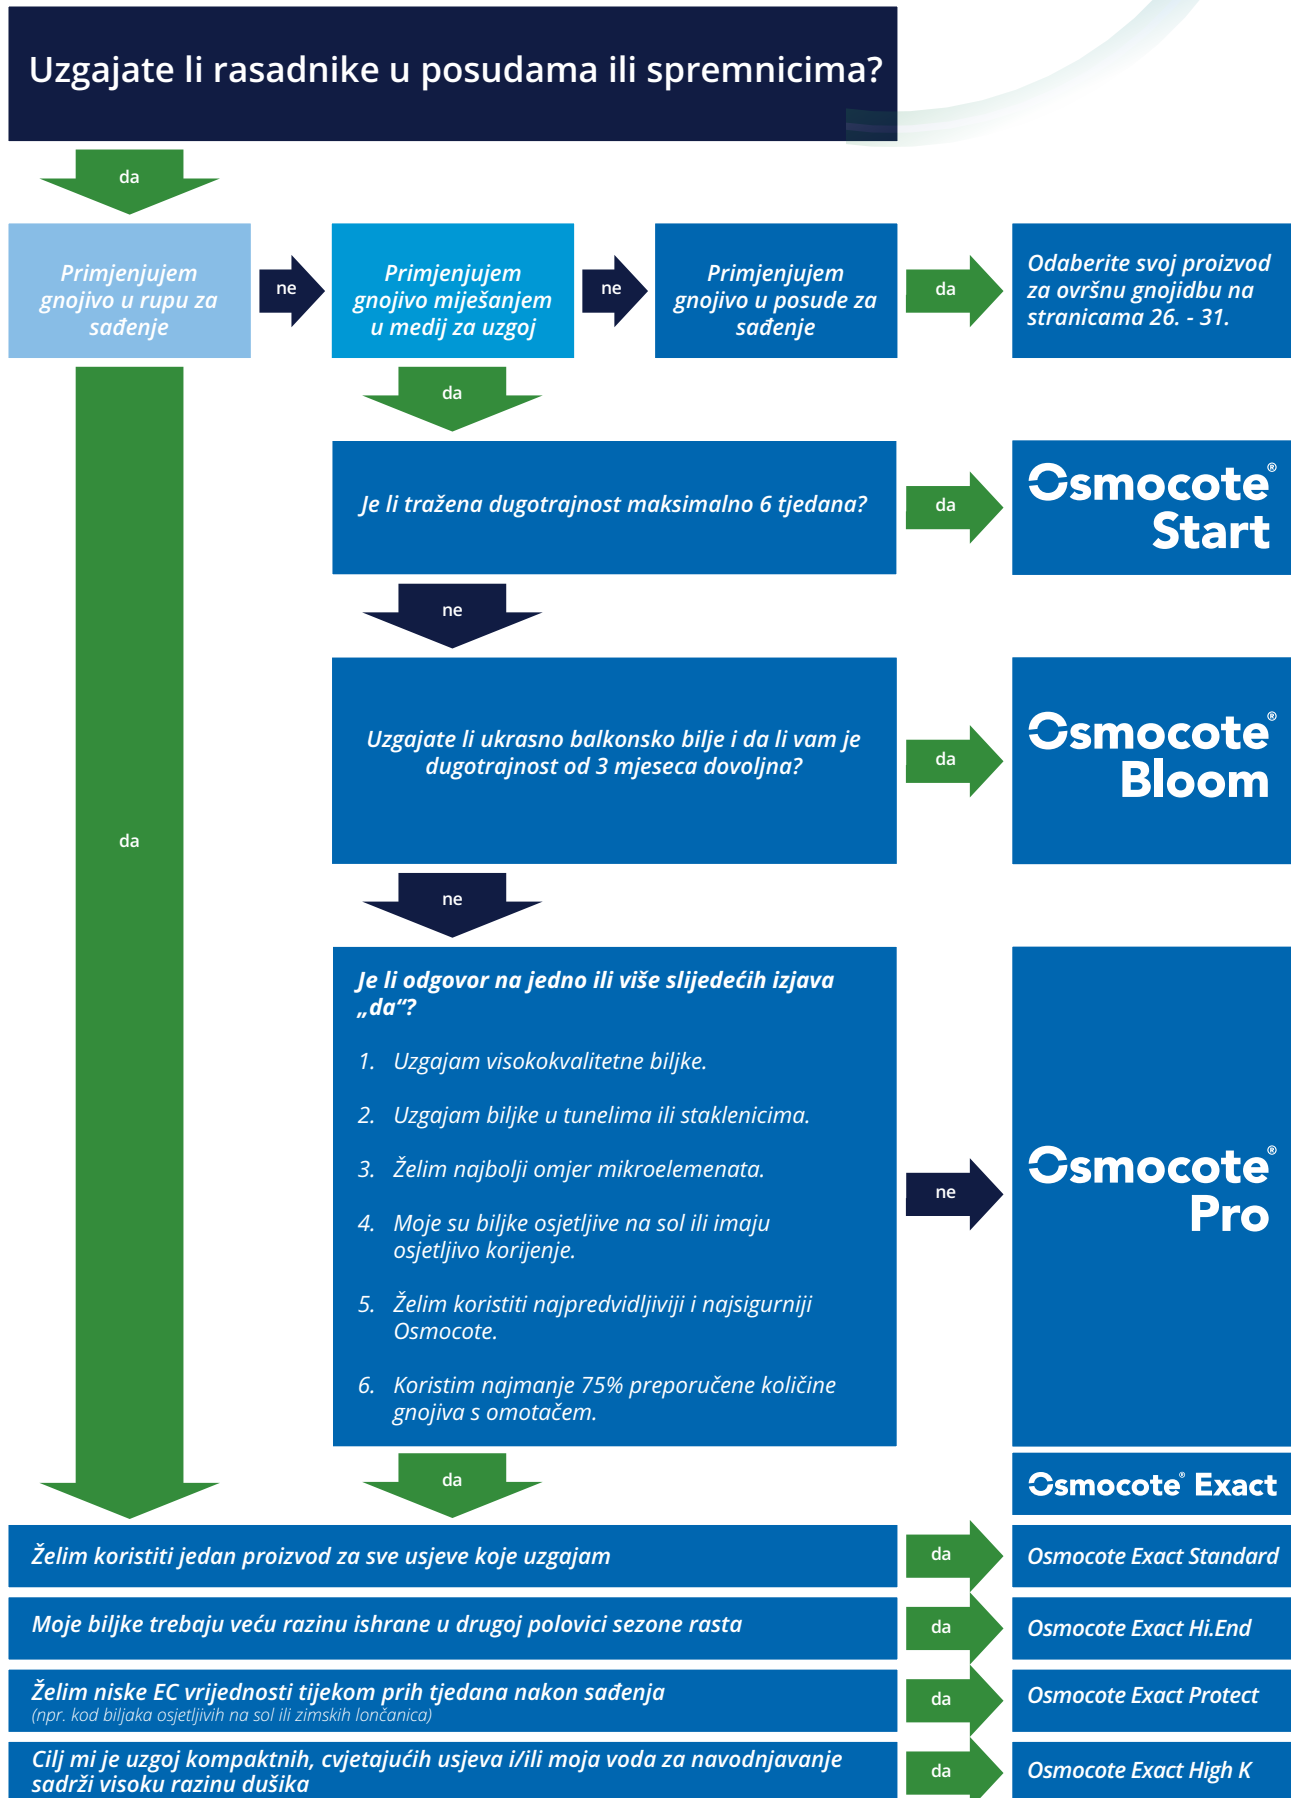 Uzgajate li rasadnike u posudama ili spremnicima?
da
Primjenjujem
gnojivo u rupu za
sađenje
ne
Primjenjujem
gnojivo miješanjem
u medij za uzgoj
ne
Primjenjujem
gnojivo u posude za
sađenje
da
Odaberite svoj proizvod
za ovršnu gnojidbu na
stranicama 26. - 31.
da
da
Je li tražena dugotrajnost maksimalno 6 tjedana?
da
Osmocote®
Start
ne
Uzgajate li ukrasno balkonsko bilje i da li vam je
dugotrajnost od 3 mjeseca dovoljna?
da
Osmocote®
Bloom
ne
Je li odgovor na jedno ili više slijedećih izjava
„da“?
1. Uzgajam visokokvalitetne biljke.
2. Uzgajam biljke u tunelima ili staklenicima.
3. Želim najbolji omjer mikroelemenata.
4. Moje su biljke osjetljive na sol ili imaju
osjetljivo korijenje.
5. Želim koristiti najpredvidljiviji i najsigurniji
Osmocote.
6. Koristim najmanje 75% preporučene količine
gnojiva s omotačem.
ne
Osmocote®
Pro
da
Osmocote® Exact
Želim koristiti jedan proizvod za sve usjeve koje uzgajam
da
Osmocote Exact Standard
Moje biljke trebaju veću razinu ishrane u drugoj polovici sezone rasta
da
Osmocote Exact Hi.End
Želim niske EC vrijednosti tijekom prih tjedana nakon sađenja
(npr. kod biljaka osjetljivih na sol ili zimskih lončanica)
da
Osmocote Exact Protect
Cilj mi je uzgoj kompaktnih, cvjetajućih usjeva i/ili moja voda za navodnjavanje
sadrži visoku razinu dušika
da
Osmocote Exact High K